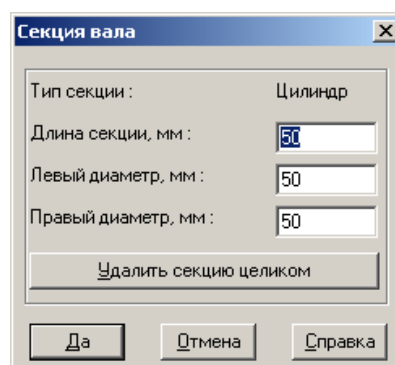 Секция вала
Тип секции : Цилиндр
Длина секции, мм : 50
Левый диаметр, мм : 50
Правый диаметр, мм : 50
Удалить секцию целиком
Да Отмена Справка